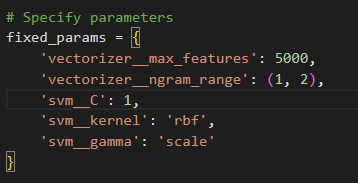 # Specify parameters
fixed_params = {
    'vectorizer__max_features': 5000,
    'vectorizer__ngram_range': (1, 2),
    'svm__C': 1,
    'svm__kernel': 'rbf',
    'svm__gamma': 'scale'
}